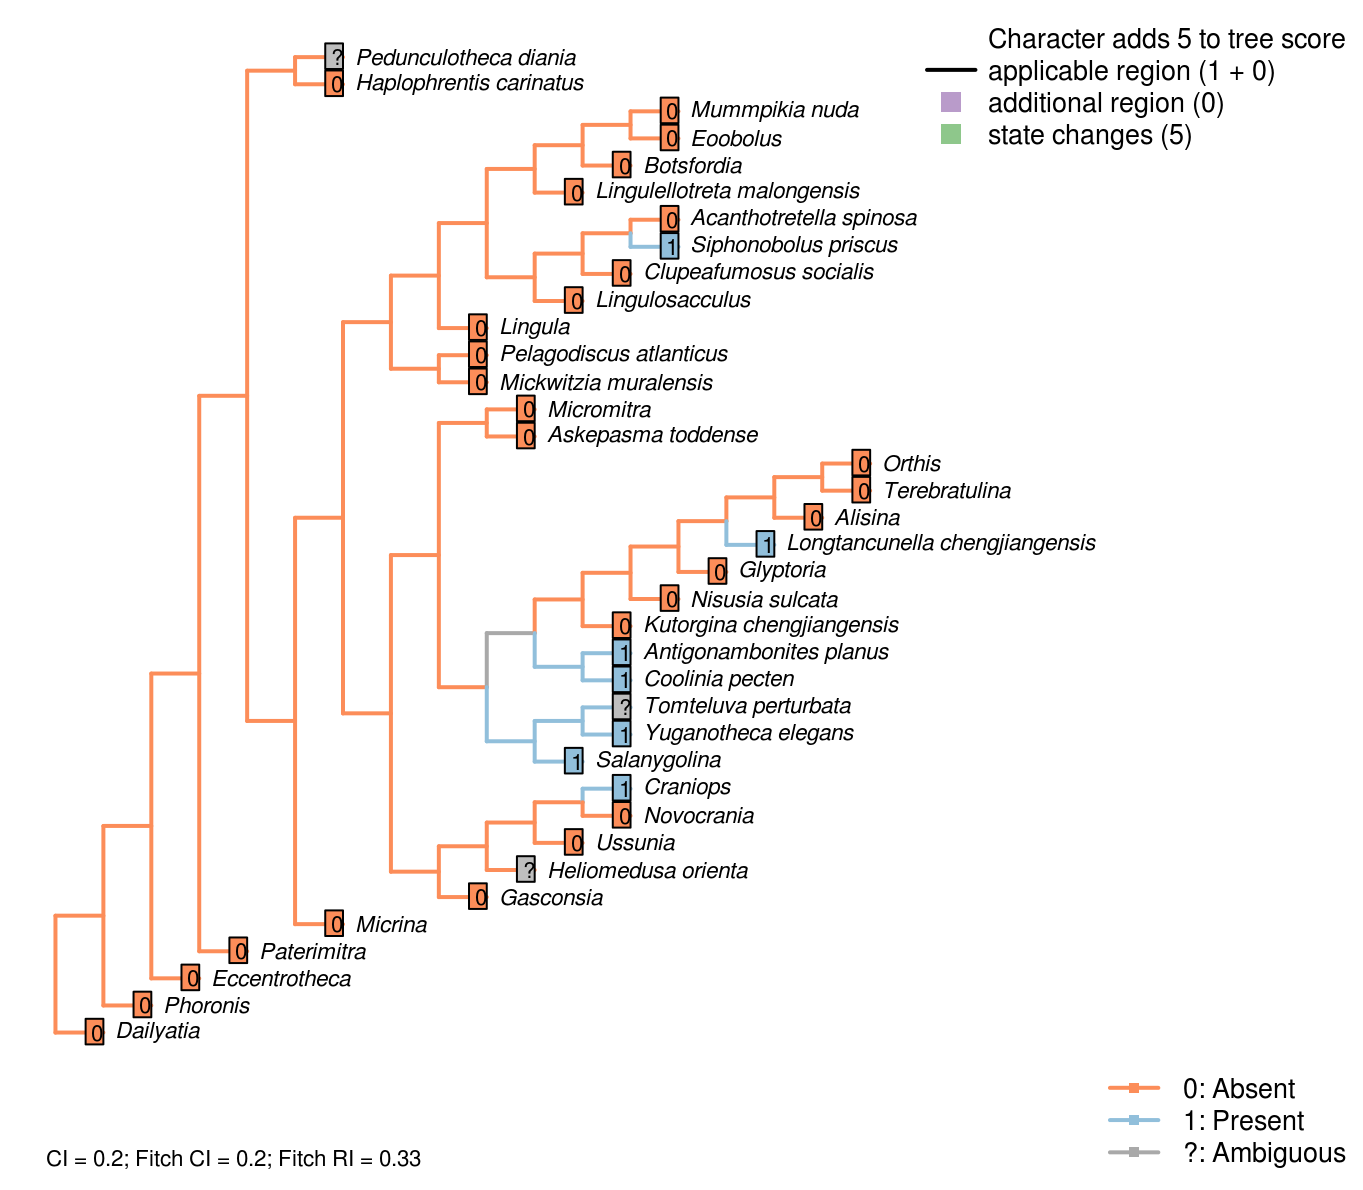 Character adds 5 to tree score
applicable region (1 + 0)
additional region (0)
state changes (5)
? Pedunculotheca diania
0 Haplophrentis carinatus
0 Mummpikia nuda
0 Eoobolus
0 Botsfordia
0 Lingulellotreta malongensis
0 Acanthotretella spinosa
1 Siphonobolus priscus
0 Clupeafumosus socialis
0 Lingulosacculus
0 Lingula
0 Pelagodiscus atlanticus
0 Mickwitzia muralensis
0 Micromitra
0 Askepasma toddense
0 Orthis
0 Terebratulina
0 Alisina
1 Longtancunella chengjiangensis
0 Glyptoria
0 Nisusia sulcata
0 Kutorgina chengjiangensis
1 Antigonambonites planus
1 Coolinia pecten
? Tomteluva perturbata
1 Yuganotheca elegans
1 Salanygolina
1 Craniops
0 Novocrania
0 Ussunia
? Heliomedusa orienta
0 Gasconsia
0 Micrina
0 Paterimitra
0 Eccentrotheca
0 Phoronis
0 Dailyatia
0: Absent
1: Present
?: Ambiguous
CI = 0.2; Fitch CI = 0.2; Fitch RI = 0.33